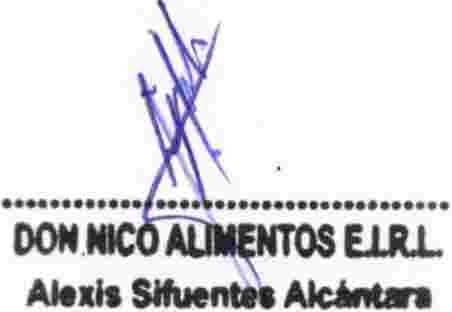 DON NICO ALIMENTOS E.I.R.L.
Alexis Sifuentes Alcántara